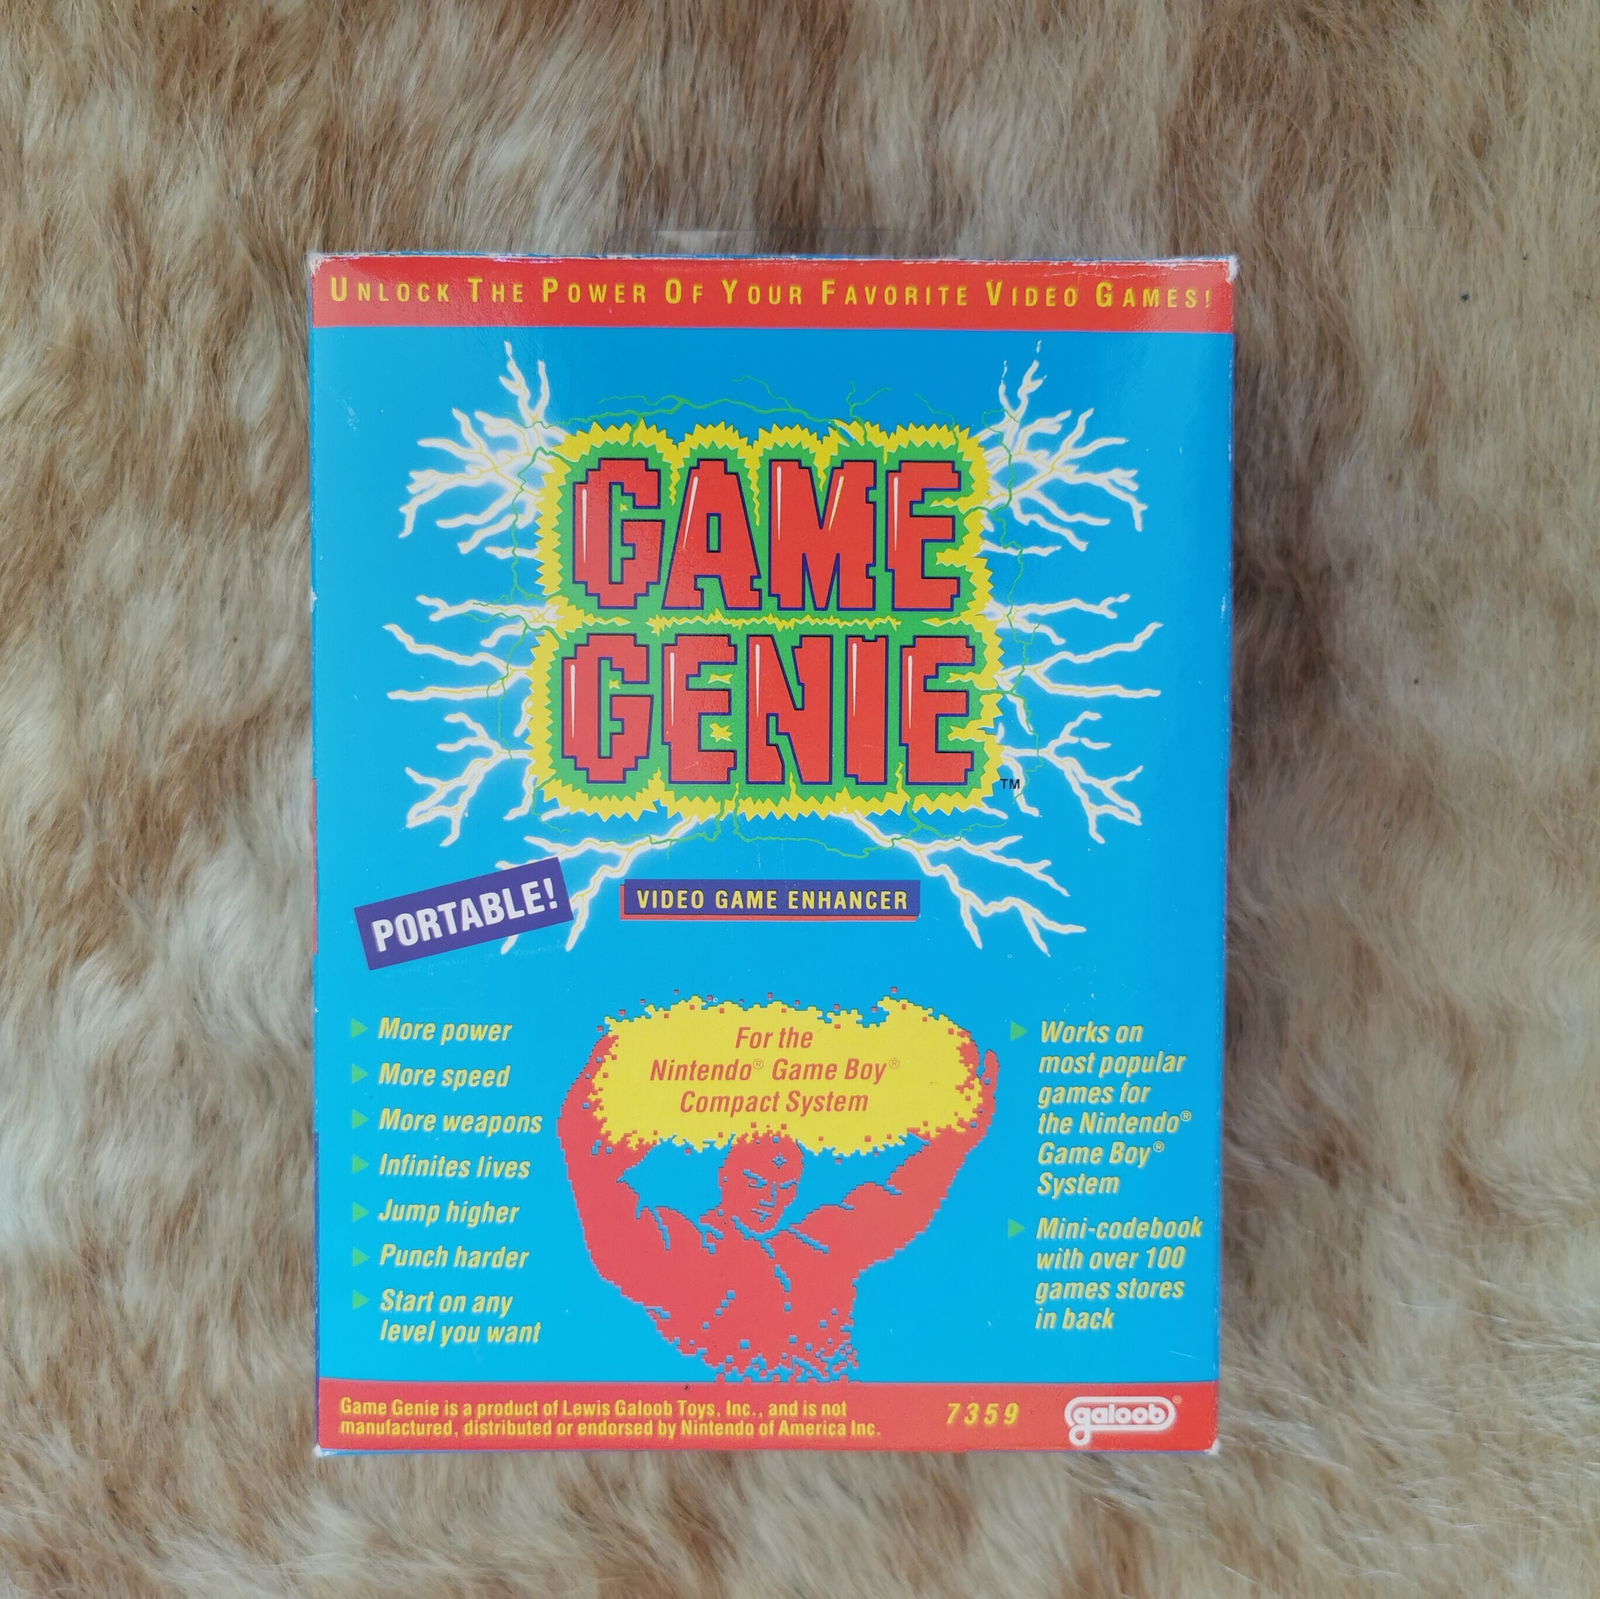 UNLOCK THE POWER OF YOUR FAVORITE VIDEO GAMES!
GAME
GENIE
TM
PORTABLE!
VIDEO GAME ENHANCER
More power
More speed
More weapons
Infinites lives
Jump higher
Punch harder
Start on any
level you want
For the
Nintendo® Game Boy®
Compact System
Works on
most popular
games for
the Nintendo®
Game Boy®
System
Mini-codebook
with over 100
games stores
in back
Game Genie is a product of Lewis Galoob Toys, Inc., and is not
manufactured, distributed or endorsed by Nintendo of America Inc.
7359
galoob®